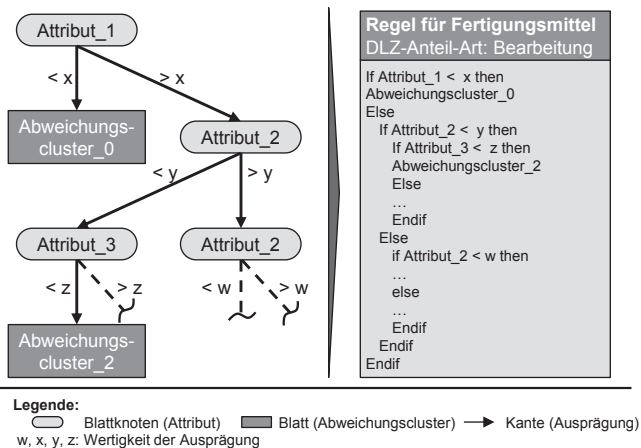 Attribut_1
< x
> x
Abweichungs-
cluster_0
Attribut_2
< y
> y
Attribut_3
Attribut_2
< z
> z
< w
> w
Abweichungs-
cluster_2
Regel für Fertigungsmittel
DLZ-Anteil-Art: Bearbeitung
If Attribut_1 < x then
Abweichungscluster_0
Else
If Attribut_2 < y then
If Attribut_3 < z then
Abweichungscluster_2
Else
…
Endif
Else
if Attribut_2 < w then
…
else
…
Endif
Endif
Endif
Legende:
Blattknoten (Attribut)
Blatt (Abweichungscluster)
Kante (Ausprägung)
w, x, y, z: Wertigkeit der Ausprägung